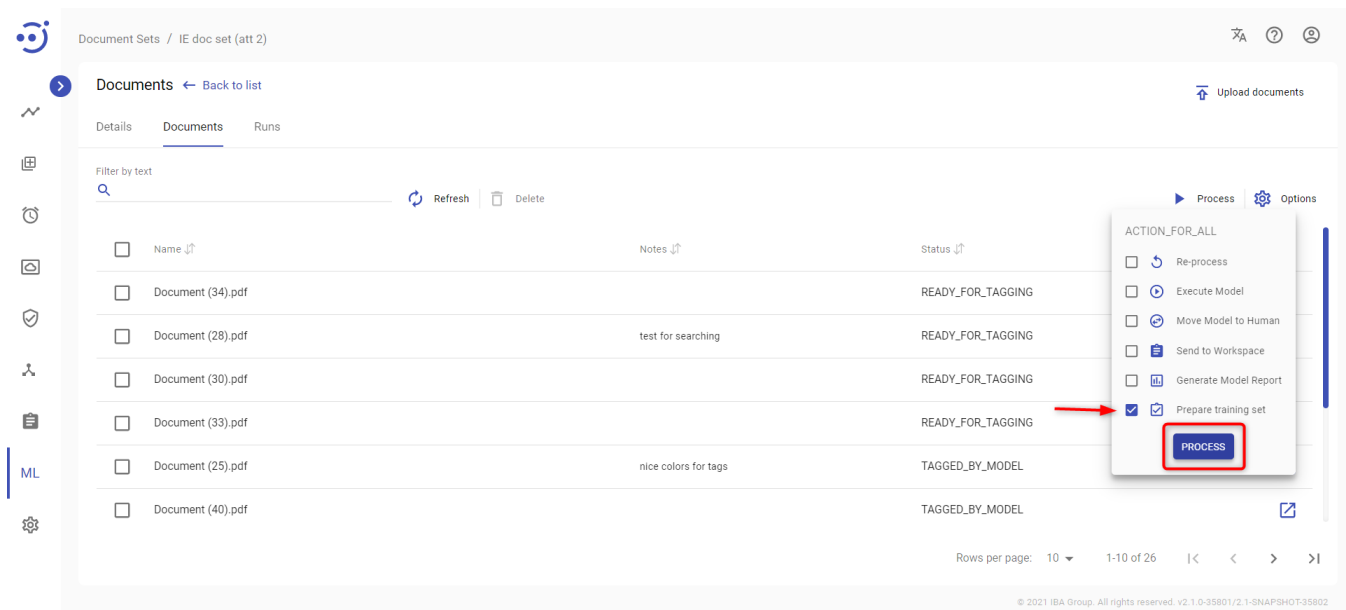 Document Sets / IE doc set (att 2)
Documents ← Back to list
Upload documents
Details Documents Runs
Filter by text
Refresh Delete
Process Options
ACTION_FOR_ALL
Re-process
Execute Model
Move Model to Human
Send to Workspace
Generate Model Report
Prepare training set
PROCESS
Name Notes Status
Document (34).pdf READY_FOR_TAGGING
Document (28).pdf test for searching READY_FOR_TAGGING
Document (30).pdf READY_FOR_TAGGING
Document (33).pdf READY_FOR_TAGGING
Document (25).pdf nice colors for tags TAGGED_BY_MODEL
Document (40).pdf TAGGED_BY_MODEL
ML
Rows per page: 10 1-10 of 26
© 2021 IBA Group. All rights reserved. v2.1.0-35801/2.1-SNAPSHOT-35802